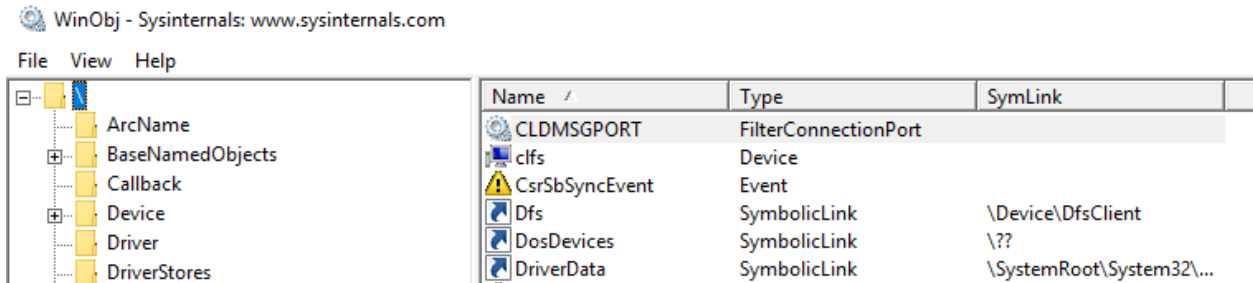 WinObj - Sysinternals: www.sysinternals.com
File View Help
\
ArcName
BaseNamedObjects
Callback
Device
Driver
DriverStores
Name Type SymLink
CLDMSGPORT FilterConnectionPort
clfs Device
CsrSbSyncEvent Event
Dfs SymbolicLink \Device\DfsClient
DosDevices SymbolicLink \??
DriverData SymbolicLink \SystemRoot\System32\...